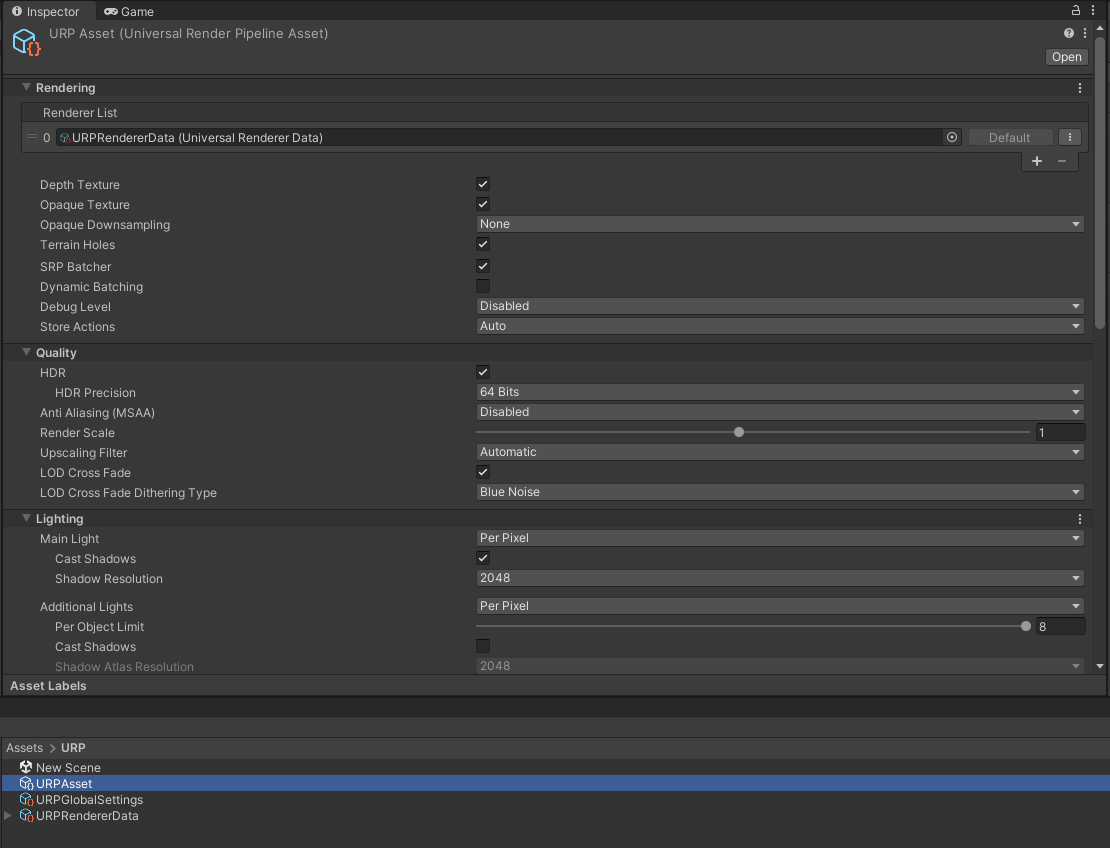 Inspector Game
URP Asset (Universal Render Pipeline Asset)
Open
Rendering
Renderer List
0 URPRendererData (Universal Renderer Data) Default
Depth Texture
Opaque Texture
Opaque Downsampling None
Terrain Holes
SRP Batcher
Dynamic Batching
Debug Level Disabled
Store Actions Auto
Quality
HDR
HDR Precision 64 Bits
Anti Aliasing (MSAA) Disabled
Render Scale 1
Upscaling Filter Automatic
LOD Cross Fade
LOD Cross Fade Dithering Type Blue Noise
Lighting
Main Light Per Pixel
Cast Shadows
Shadow Resolution 2048
Additional Lights Per Pixel
Per Object Limit 8
Cast Shadows
Shadow Atlas Resolution 2048
Asset Labels
Assets > URP
New Scene
URPAsset
URPGlobalSettings
URPRendererData